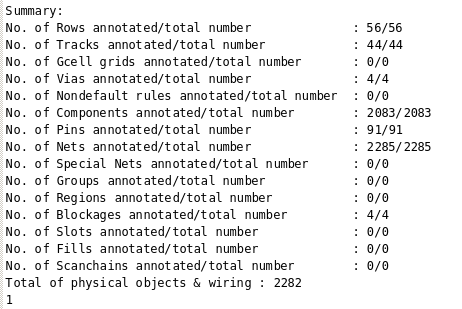 Summary:
No. of Rows annotated/total number : 56/56
No. of Tracks annotated/total number : 44/44
No. of Gcell grids annotated/total number : 0/0
No. of Vias annotated/total number : 4/4
No. of Nondefault rules annotated/total number : 0/0
No. of Components annotated/total number : 2083/2083
No. of Pins annotated/total number : 91/91
No. of Nets annotated/total number : 2285/2285
No. of Special Nets annotated/total number : 0/0
No. of Groups annotated/total number : 0/0
No. of Regions annotated/total number : 0/0
No. of Blockages annotated/total number : 4/4
No. of Slots annotated/total number : 0/0
No. of Fills annotated/total number : 0/0
No. of Scanchains annotated/total number : 0/0
Total of physical objects & wiring : 2282
1